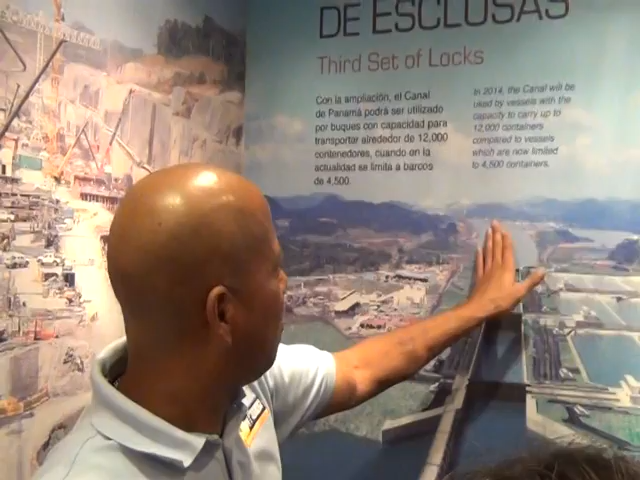 DE ESCLUSAS
Third Set of Locks
Con la ampliación, el Canal
de Panamá podrá ser utilizado
por buques con capacidad para
transportar alrededor de 12,000
contenedores, cuando en la
actualidad se limita a barcos
de 4,500.
In 2014, the Canal will be
used by vessels with the
capacity to carry up to
12,000 containers
compared to the vessels
which are now limited
to 4,500 containers.